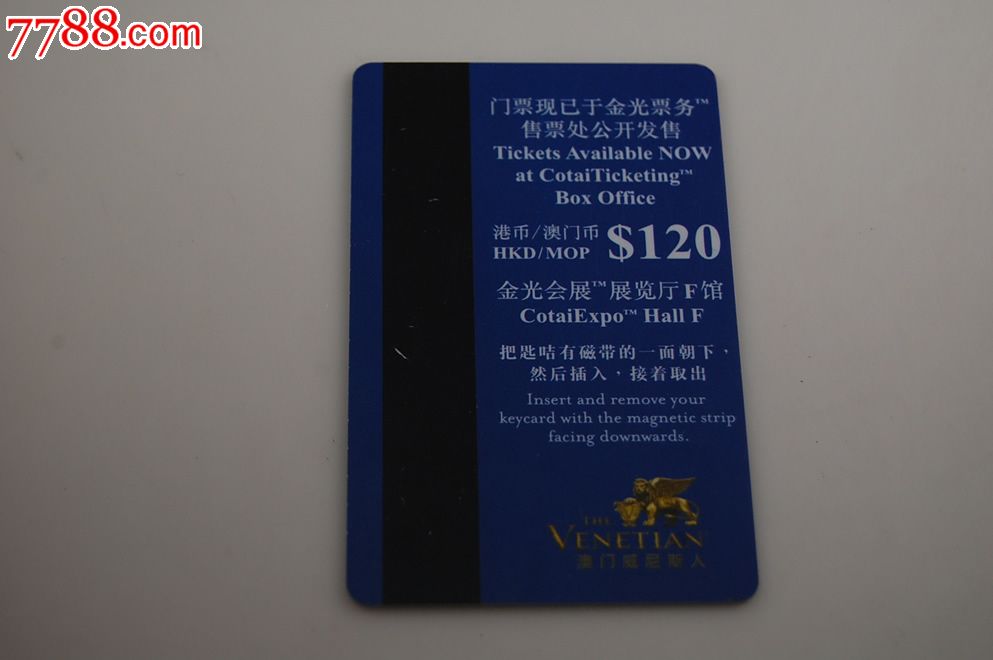 7788.com
门票现已于金光票务™
售票处公开发售
Tickets Available NOW
at CotaiTicketing™
Box Office
港币/澳门币
HKD/MOP $120
金光会展™展览厅F馆
CotaiExpo™ Hall F
把匙咭有磁带的一面朝下，
然后插入，接着取出
Insert and remove your
keycard with the magnetic strip
facing downwards.
THE
VENETIAN
澳门威尼斯人